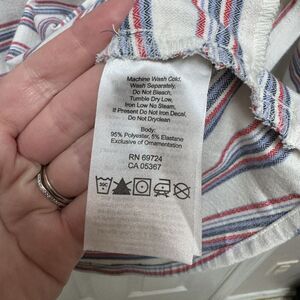 Machine Wash Cold,
Wash Separately,
Do Not Bleach,
Tumble Dry Low,
Iron Low No Steam,
If Present Do Not Iron Decal,
Do Not Dryclean
Body:
95% Polyester, 5% Elastane
Exclusive of Ornamentation
RN 69724
CA 05367